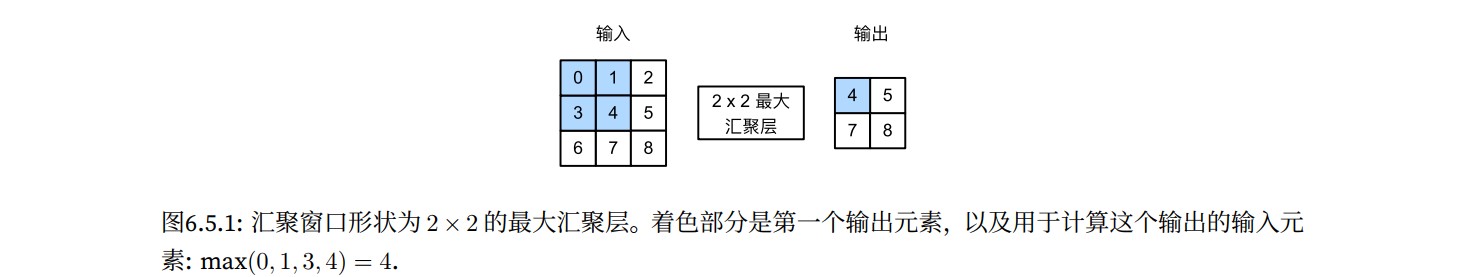 输入
输出
0 1 2
3 4 5
6 7 8
2 x 2 最大
汇聚层
4 5
7 8
图6.5.1: 汇聚窗口形状为 2 × 2 的最大汇聚层。着色部分是第一个输出元素，以及用于计算这个输出的输入元
素: max(0, 1, 3, 4) = 4.